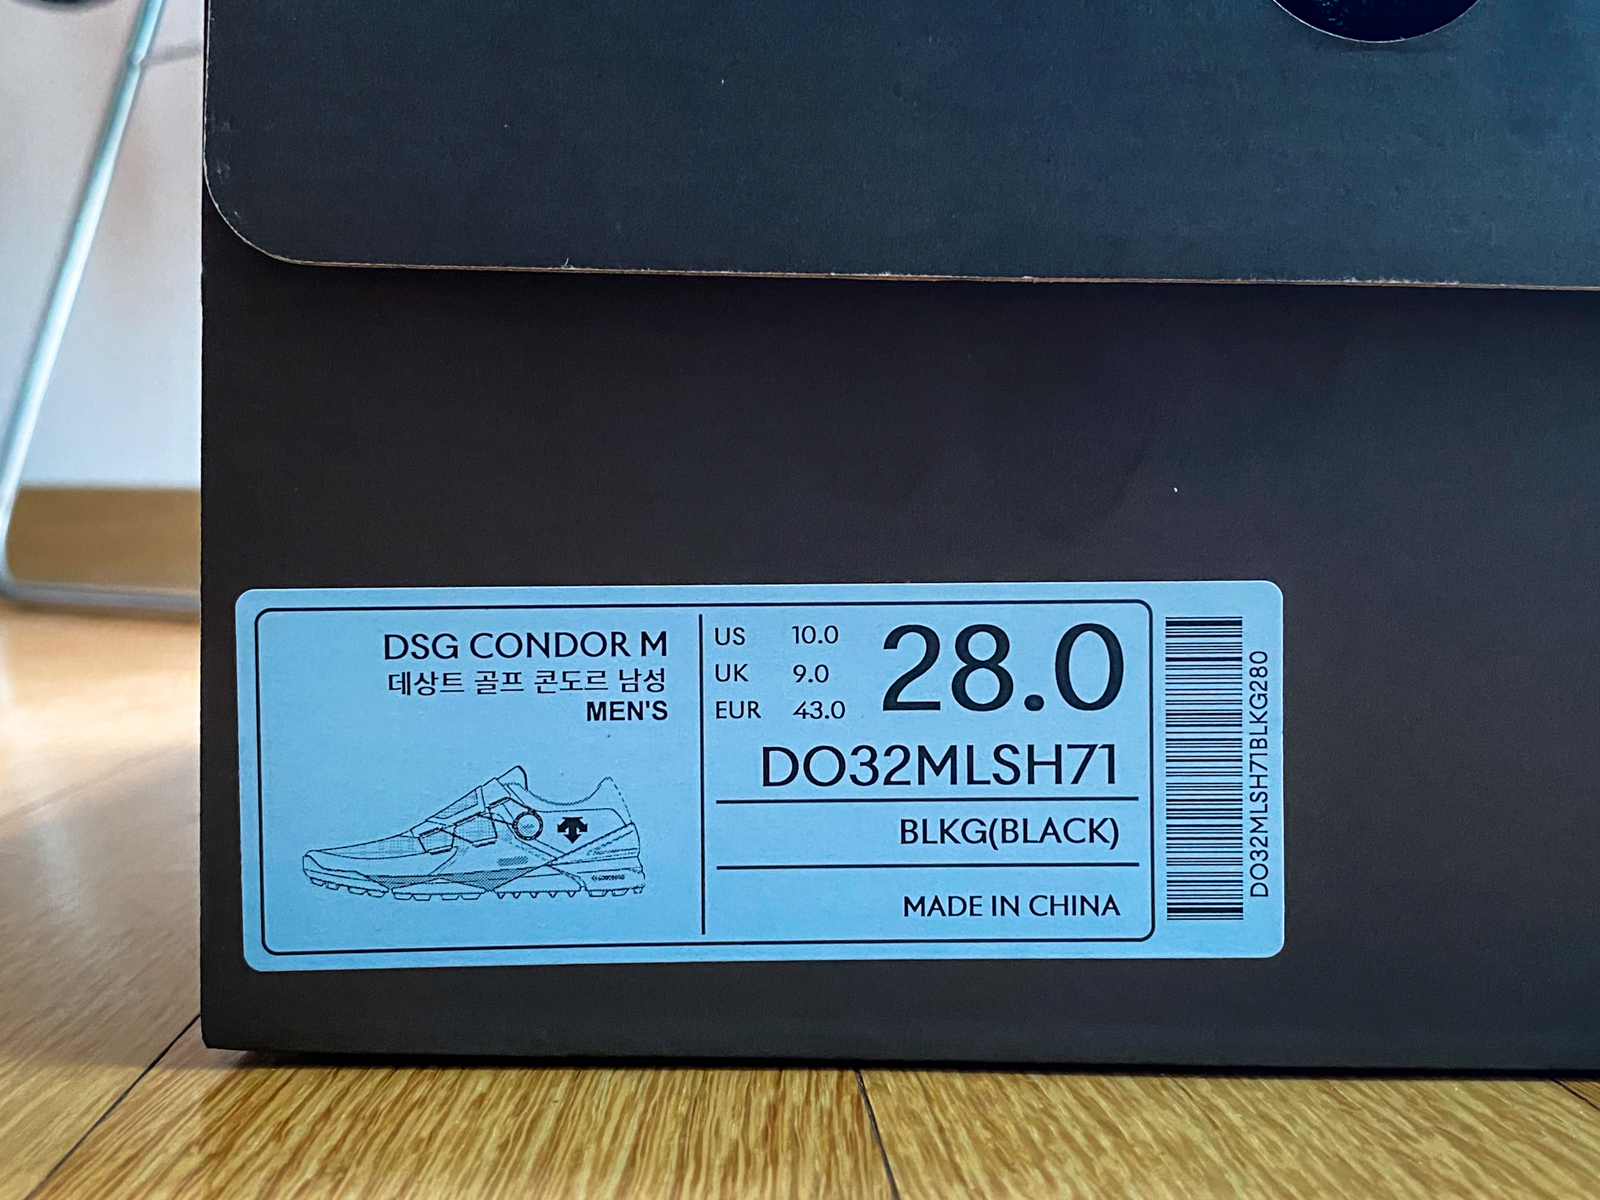 DSG CONDOR M
데상트 골프 콘도르 남성
MEN'S
US 10.0
UK 9.0
EUR 43.0
28.0
DO32MLSH71
BLKG(BLACK)
MADE IN CHINA
DO32MLSH71BLKG280